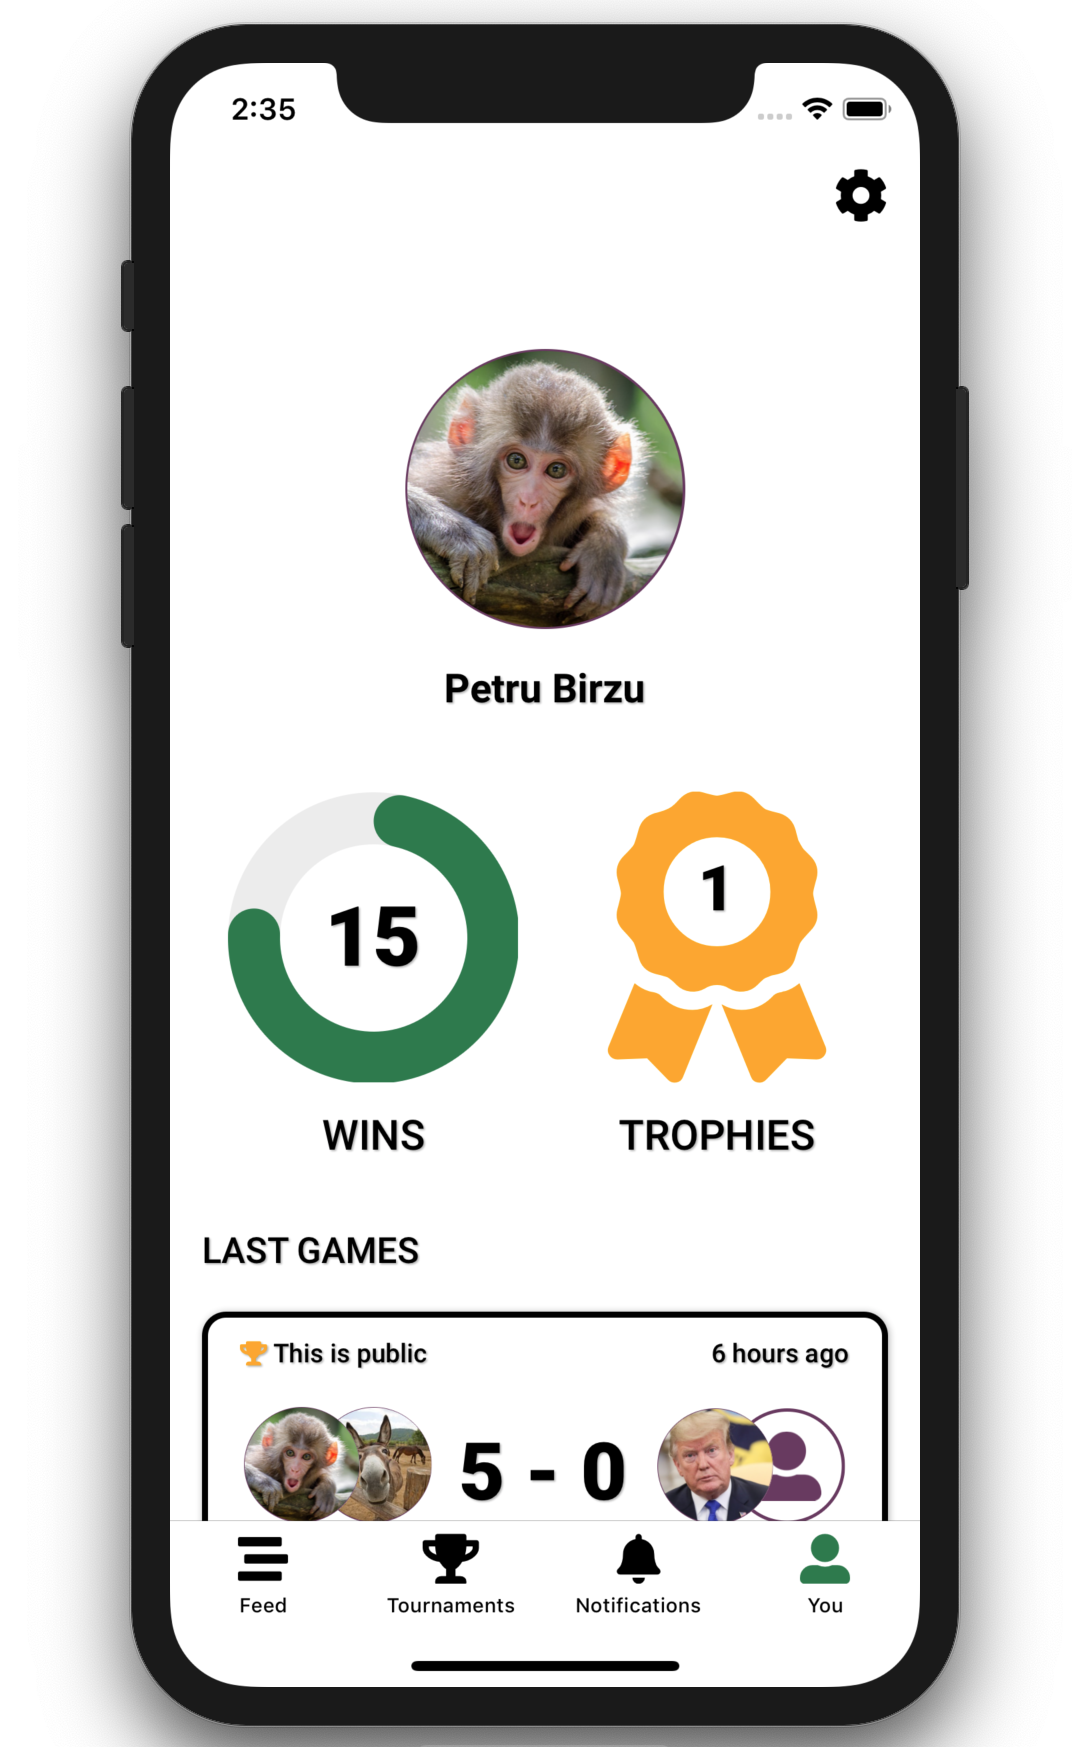 2:35
Petru Birzu
15
1
WINS
TROPHIES
LAST GAMES
This is public
6 hours ago
5 - 0
Feed
Tournaments
Notifications
You